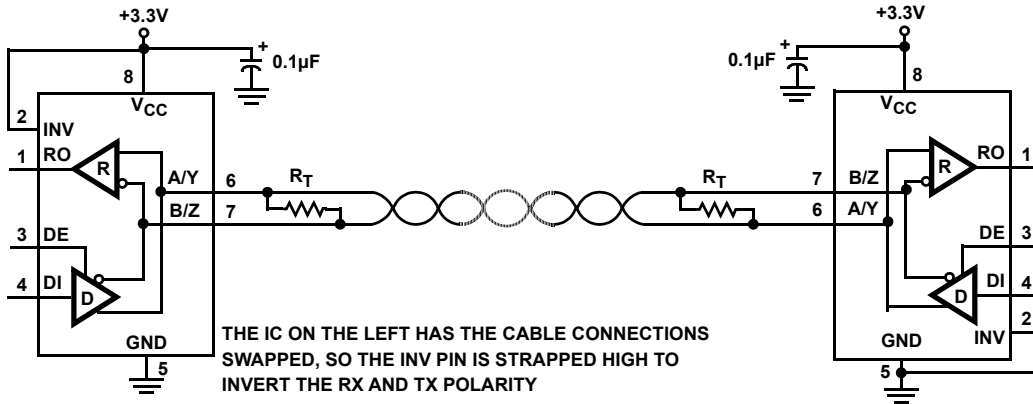 +3.3V
+3.3V
+
0.1µF
+
0.1µF
8
8
VCC
VCC
2
INV
1
RO
R
A/Y
6
RT
RT
7
B/Z
R
RO
1
B/Z
7
6
A/Y
3
DE
DE
3
4
DI
D
D
DI
4
2
INV
GND
5
GND
5
THE IC ON THE LEFT HAS THE CABLE CONNECTIONS
SWAPPED, SO THE INV PIN IS STRAPPED HIGH TO
INVERT THE RX AND TX POLARITY